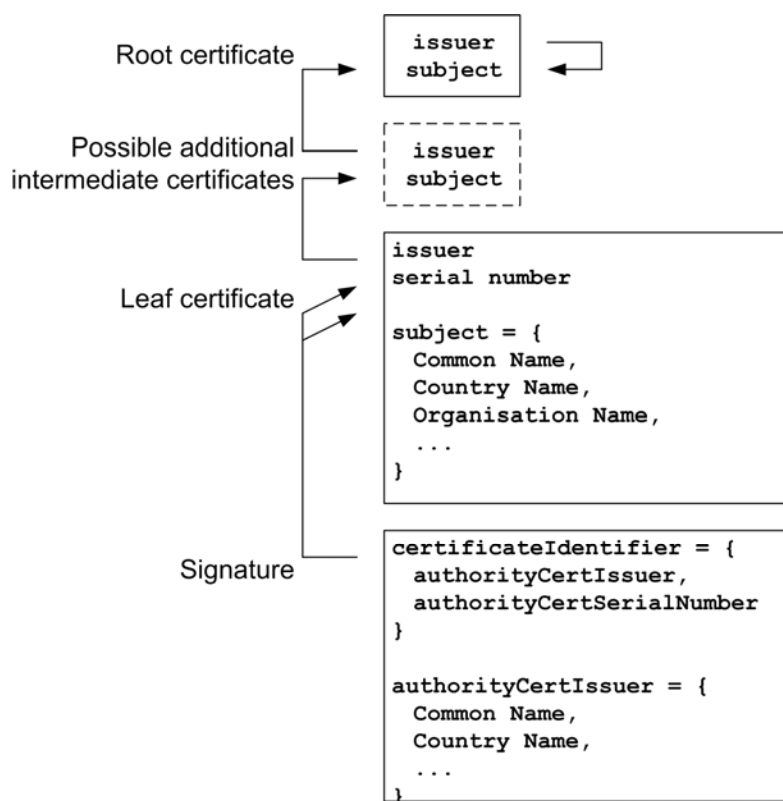 Root certificate
issuer
subject
Possible additional
intermediate certificates
issuer
subject
Leaf certificate
issuer
serial number
subject = {
Common Name,
Country Name,
Organisation Name,
...
}
Signature
certificateIdentifier = {
authorityCertIssuer,
authorityCertSerialNumber
}
authorityCertIssuer = {
Common Name,
Country Name,
...
}